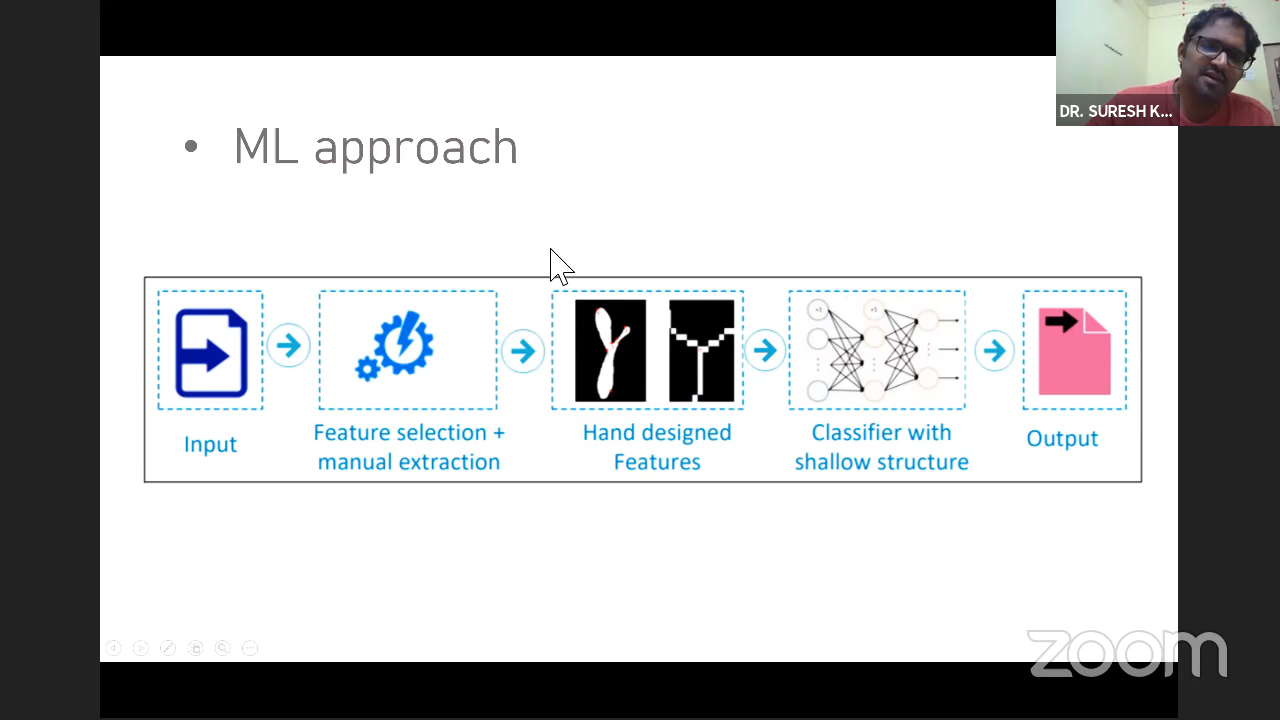 DR. SURESH K...
• ML approach
Input
Feature selection +
manual extraction
Hand designed
Features
Classifier with
shallow structure
Output
zoom